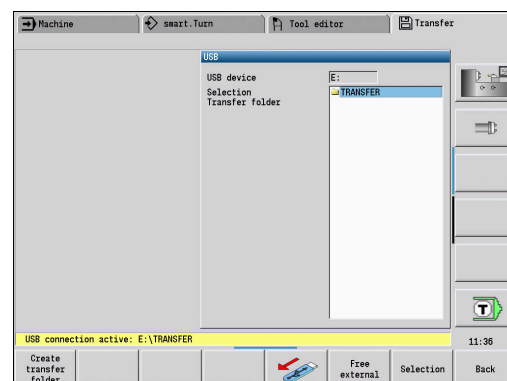 Machine
smart.Turn
Tool editor
Transfer
USB
USB device
E:
Selection
Transfer folder
TRANSFER
T
USB connection active: E:\TRANSFER
11:36
Create
transfer
folder
Free
external
Selection
Back